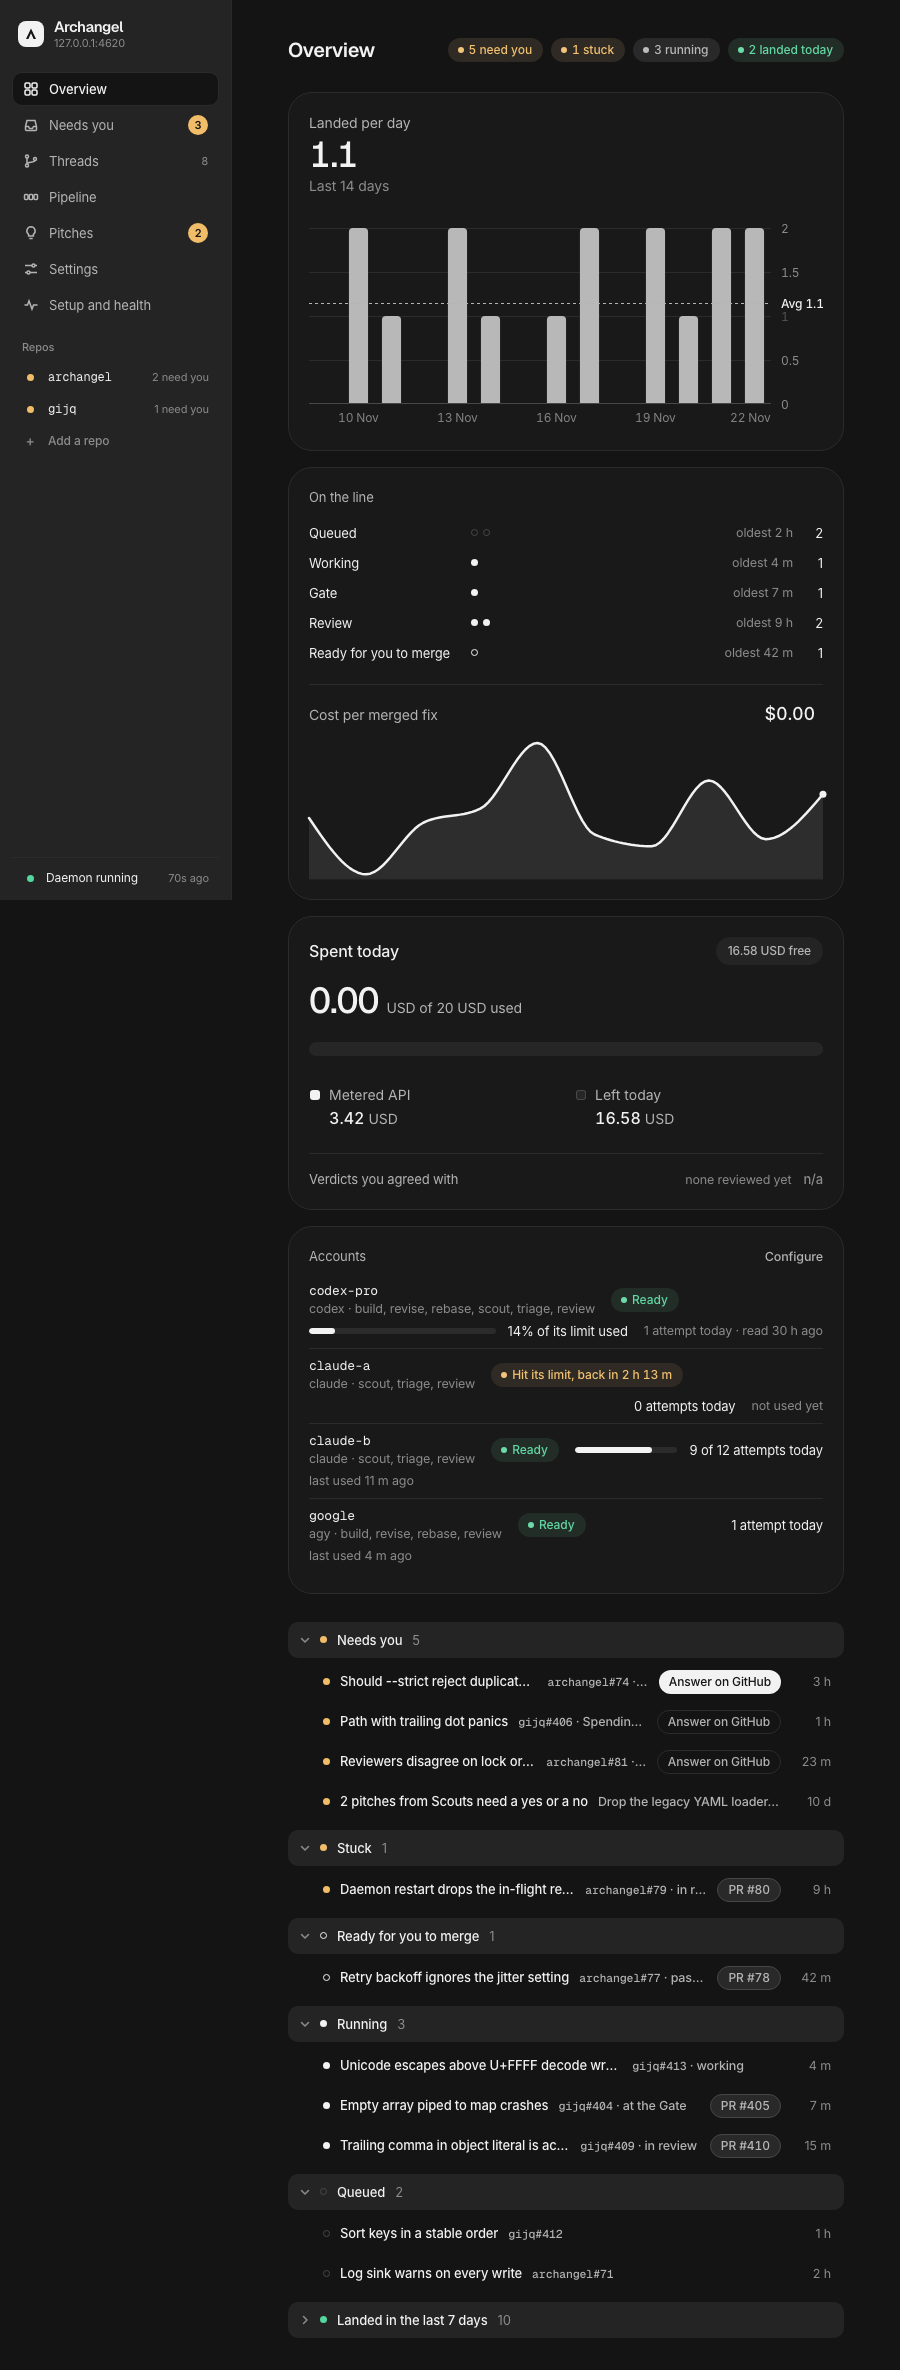 Archangel
127.0.0.1:4620
Overview
Needs you 3
Threads 8
Pipeline
Pitches 2
Settings
Setup and health
Repos
archangel 2 need you
gijq 1 need you
+ Add a repo
Daemon running 70s ago
Overview
5 need you 1 stuck 3 running 2 landed today
Landed per day
1.1
Last 14 days
2
1.5
Avg 1.1
1
0.5
0
10 Nov 13 Nov 16 Nov 19 Nov 22 Nov
On the line
Queued oldest 2 h 2
Working oldest 4 m 1
Gate oldest 7 m 1
Review oldest 9 h 2
Ready for you to merge oldest 42 m 1
Cost per merged fix $0.00
Spent today 16.58 USD free
0.00 USD of 20 USD used
Metered API Left today
3.42 USD 16.58 USD
Verdicts you agreed with none reviewed yet n/a
Accounts Configure
codex-pro
codex · build, revise, rebase, scout, triage, review Ready
14% of its limit used 1 attempt today · read 30 h ago
claude-a
claude · scout, triage, review Hit its limit, back in 2 h 13 m
0 attempts today not used yet
claude-b
claude · scout, triage, review Ready 9 of 12 attempts today
last used 11 m ago
google
agy · build, revise, rebase, review Ready 1 attempt today
last used 4 m ago
Needs you 5
Should --strict reject duplicat... archangel#74 ·... Answer on GitHub 3 h
Path with trailing dot panics gijq#406 · Spendin... Answer on GitHub 1 h
Reviewers disagree on lock or... archangel#81 ·... Answer on GitHub 23 m
2 pitches from Scouts need a yes or a no Drop the legacy YAML loader... 10 d
Stuck 1
Daemon restart drops the in-flight re... archangel#79 · in r... PR #80 9 h
Ready for you to merge 1
Retry backoff ignores the jitter setting archangel#77 · pas... PR #78 42 m
Running 3
Unicode escapes above U+FFFF decode wr... gijq#413 · working 4 m
Empty array piped to map crashes gijq#404 · at the Gate PR #405 7 m
Trailing comma in object literal is ac... gijq#409 · in review PR #410 15 m
Queued 2
Sort keys in a stable order gijq#412 1 h
Log sink warns on every write archangel#71 2 h
Landed in the last 7 days 10